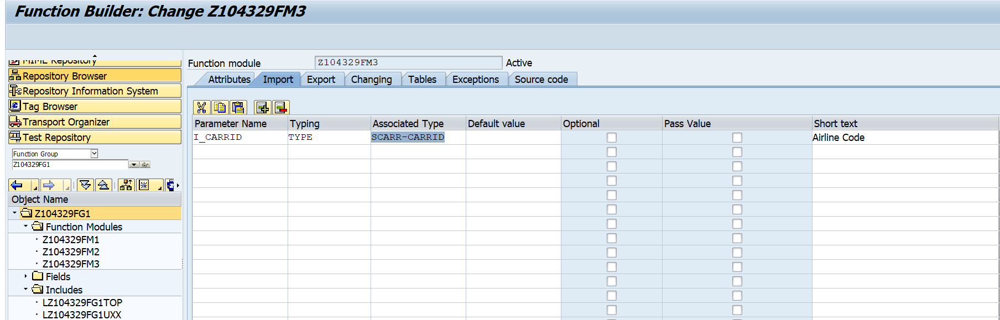 Function Builder: Change Z104329FM3
MIME Repository
Repository Browser
Repository Information System
Tag Browser
Transport Organizer
Test Repository
Function Group
Z104329FG1
Object Name
Z104329FG1
Function Modules
Z104329FM1
Z104329FM2
Z104329FM3
Fields
Includes
LZ104329FG1TOP
LZ104329FG1UXX
Function module Z104329FM3 Active
Attributes Import Export Changing Tables Exceptions Source code
Parameter Name Typing Associated Type Default value Optional Pass Value Short text
I_CARRID TYPE SCARR-CARRID Airline Code